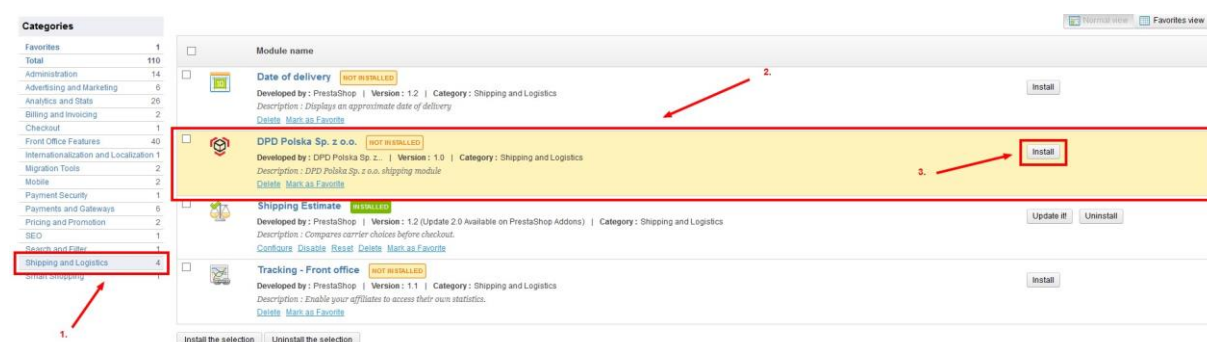 Normal view Favorites view
Categories
Favorites 1
Total 110
Administration 14
Advertising and Marketing 6
Analytics and Stats 26
Billing and Invoicing 2
Checkout 1
Front Office Features 40
Internationalization and Localization 1
Migration Tools 2
Mobile 2
Payment Security 1
Payments and Gateways 6
Pricing and Promotion 2
SEO 1
Search and Filter 1
Shipping and Logistics 4
Smart Shopping 1
1.
Module name
Date of delivery NOT INSTALLED
Developed by : PrestaShop | Version : 1.2 | Category : Shipping and Logistics
Description : Displays an approximate date of delivery
Delete Mark as Favorite
Install
2.
DPD Polska Sp. z o.o. NOT INSTALLED
Developed by : DPD Polska Sp. z... | Version : 1.0 | Category : Shipping and Logistics
Description : DPD Polska Sp. z o.o. shipping module
Delete Mark as Favorite
Install
3.
Shipping Estimate INSTALLED
Developed by : PrestaShop | Version : 1.2 (Update 2.0 Available on PrestaShop Addons) | Category : Shipping and Logistics
Description : Compares carrier choices before checkout.
Configure Disable Reset Delete Mark as Favorite
Update it! Uninstall
Tracking - Front office NOT INSTALLED
Developed by : PrestaShop | Version : 1.1 | Category : Shipping and Logistics
Description : Enable your affiliates to access their own statistics.
Delete Mark as Favorite
Install
Install the selection Uninstall the selection